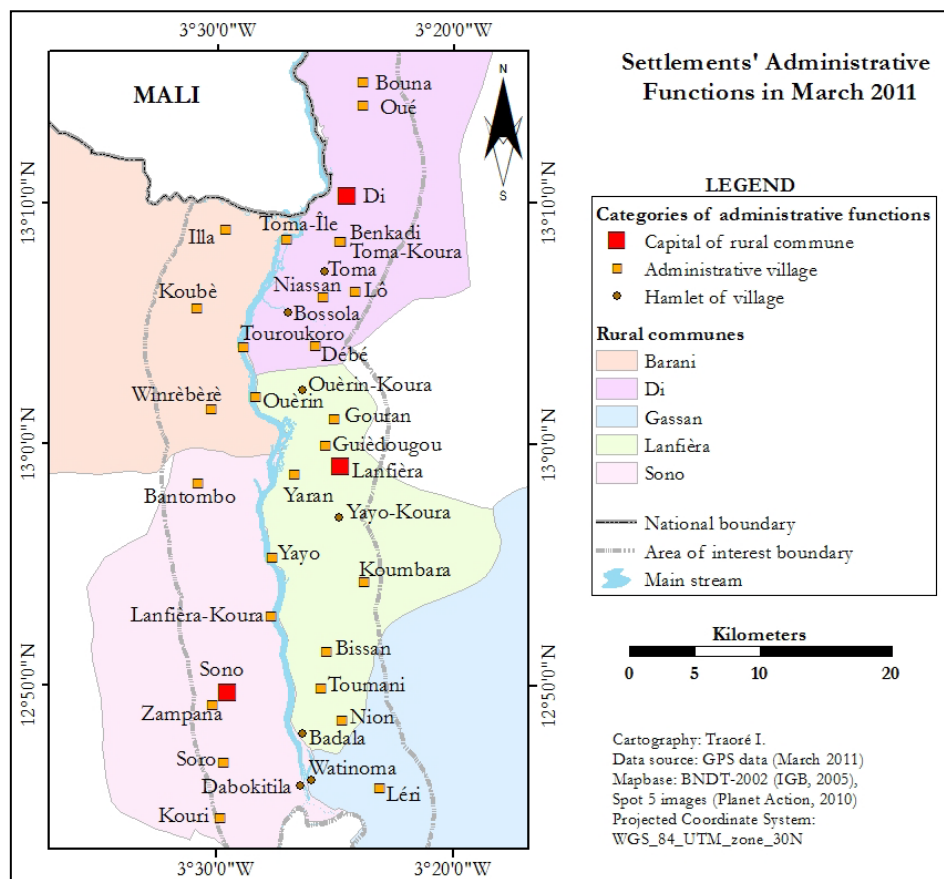 3°30'0"W
3°20'0"W
Settlements' Administrative
Functions in March 2011
MALI
N
S
Bouna
Oué
13°10'0"N
13°10'0"N
Di
Illa
Toma-Île
Benkadi
Toma-Koura
Toma
Niassan
Lô
Koubè
Bossola
Touroukoro
Débé
Winrèbèrè
Ouèrin
Ouèrin-Koura
Gouran
Guièdougou
13°0'0"N
13°0'0"N
Lanfièra
Bantombo
Yaran
Yayo-Koura
Yayo
Koumbara
Lanfièra-Koura
Bissan
Sono
Toumani
12°50'0"N
12°50'0"N
Zampana
Nion
Badala
Soro
Watinoma
Dabokitila
Léri
Kouri
3°30'0"W
3°20'0"W
LEGEND
Categories of administrative functions
Capital of rural commune
Administrative village
Hamlet of village
Rural communes
Barani
Di
Gassan
Lanfièra
Sono
National boundary
Area of interest boundary
Main stream
Kilometers
0 5 10 20
Cartography: Traoré I.
Data source: GPS data (March 2011)
Mapbase: BNDT-2002 (IGB, 2005),
Spot 5 images (Planet Action, 2010)
Projected Coordinate System:
WGS_84_UTM_zone_30N